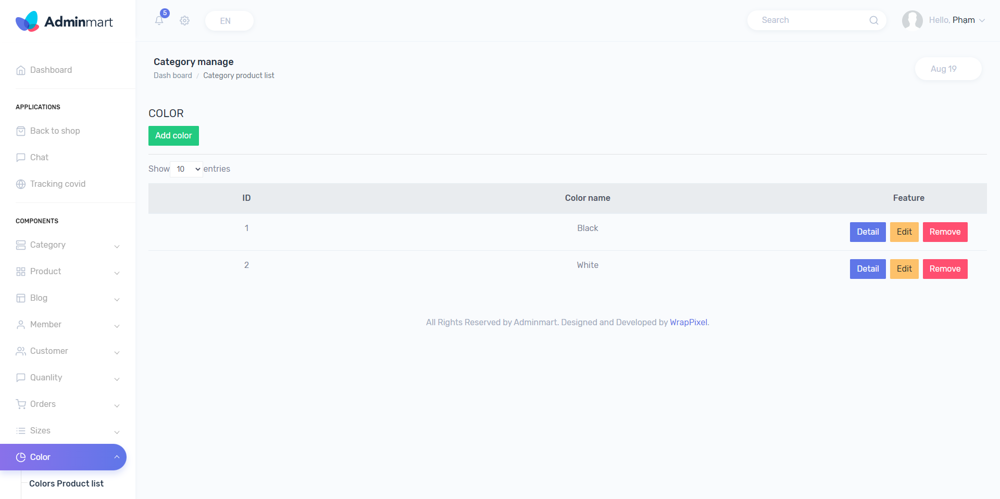 Adminmart
5
EN
Search
Hello, Phạm
Dashboard
APPLICATIONS
Back to shop
Chat
Tracking covid
COMPONENTS
Category
Product
Blog
Member
Customer
Quanlity
Orders
Sizes
Color
Colors Product list
Category manage
Dash board / Category product list
Aug 19
COLOR
Add color
Show 10 entries
ID Color name Feature
1 Black Detail Edit Remove
2 White Detail Edit Remove
All Rights Reserved by Adminmart. Designed and Developed by WrapPixel.